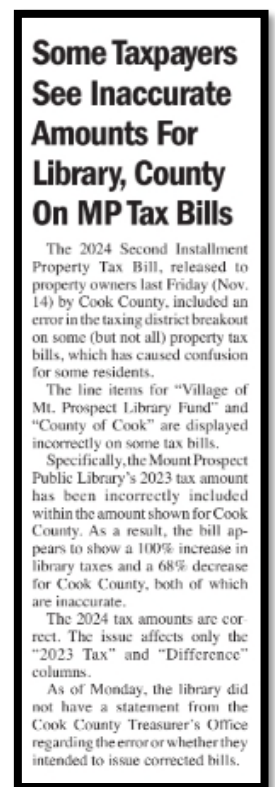 Some Taxpayers
See Inaccurate
Amounts For
Library, County
On MP Tax Bills
The 2024 Second Installment
Property Tax Bill, released to
property owners last Friday (Nov.
14) by Cook County, included an
error in the taxing district breakout
on some (but not all) property tax
bills, which has caused confusion
for some residents.
The line items for “Village of
Mt. Prospect Library Fund” and
“County of Cook” are displayed
incorrectly on some tax bills.
Specifically, the Mount Prospect
Public Library’s 2023 tax amount
has been incorrectly included
within the amount shown for Cook
County. As a result, the bill ap-
pears to show a 100% increase in
library taxes and a 68% decrease
for Cook County, both of which
are inaccurate.
The 2024 tax amounts are cor-
rect. The issue affects only the
“2023 Tax” and “Difference”
columns.
As of Monday, the library did
not have a statement from the
Cook County Treasurer’s Office
regarding the error or whether they
intended to issue corrected bills.